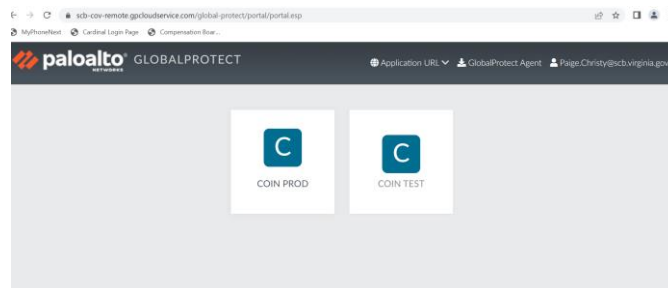 scb-cov-remote.gpcloudservice.com/global-protect/portal/portal.esp
MyPhoneNext Cardinal Login Page Compensation Boar...
paloalto NETWORKS GLOBALPROTECT Application URL GlobalProtect Agent Paige.Christy@scb.virginia.gov
C C
COIN PROD COIN TEST